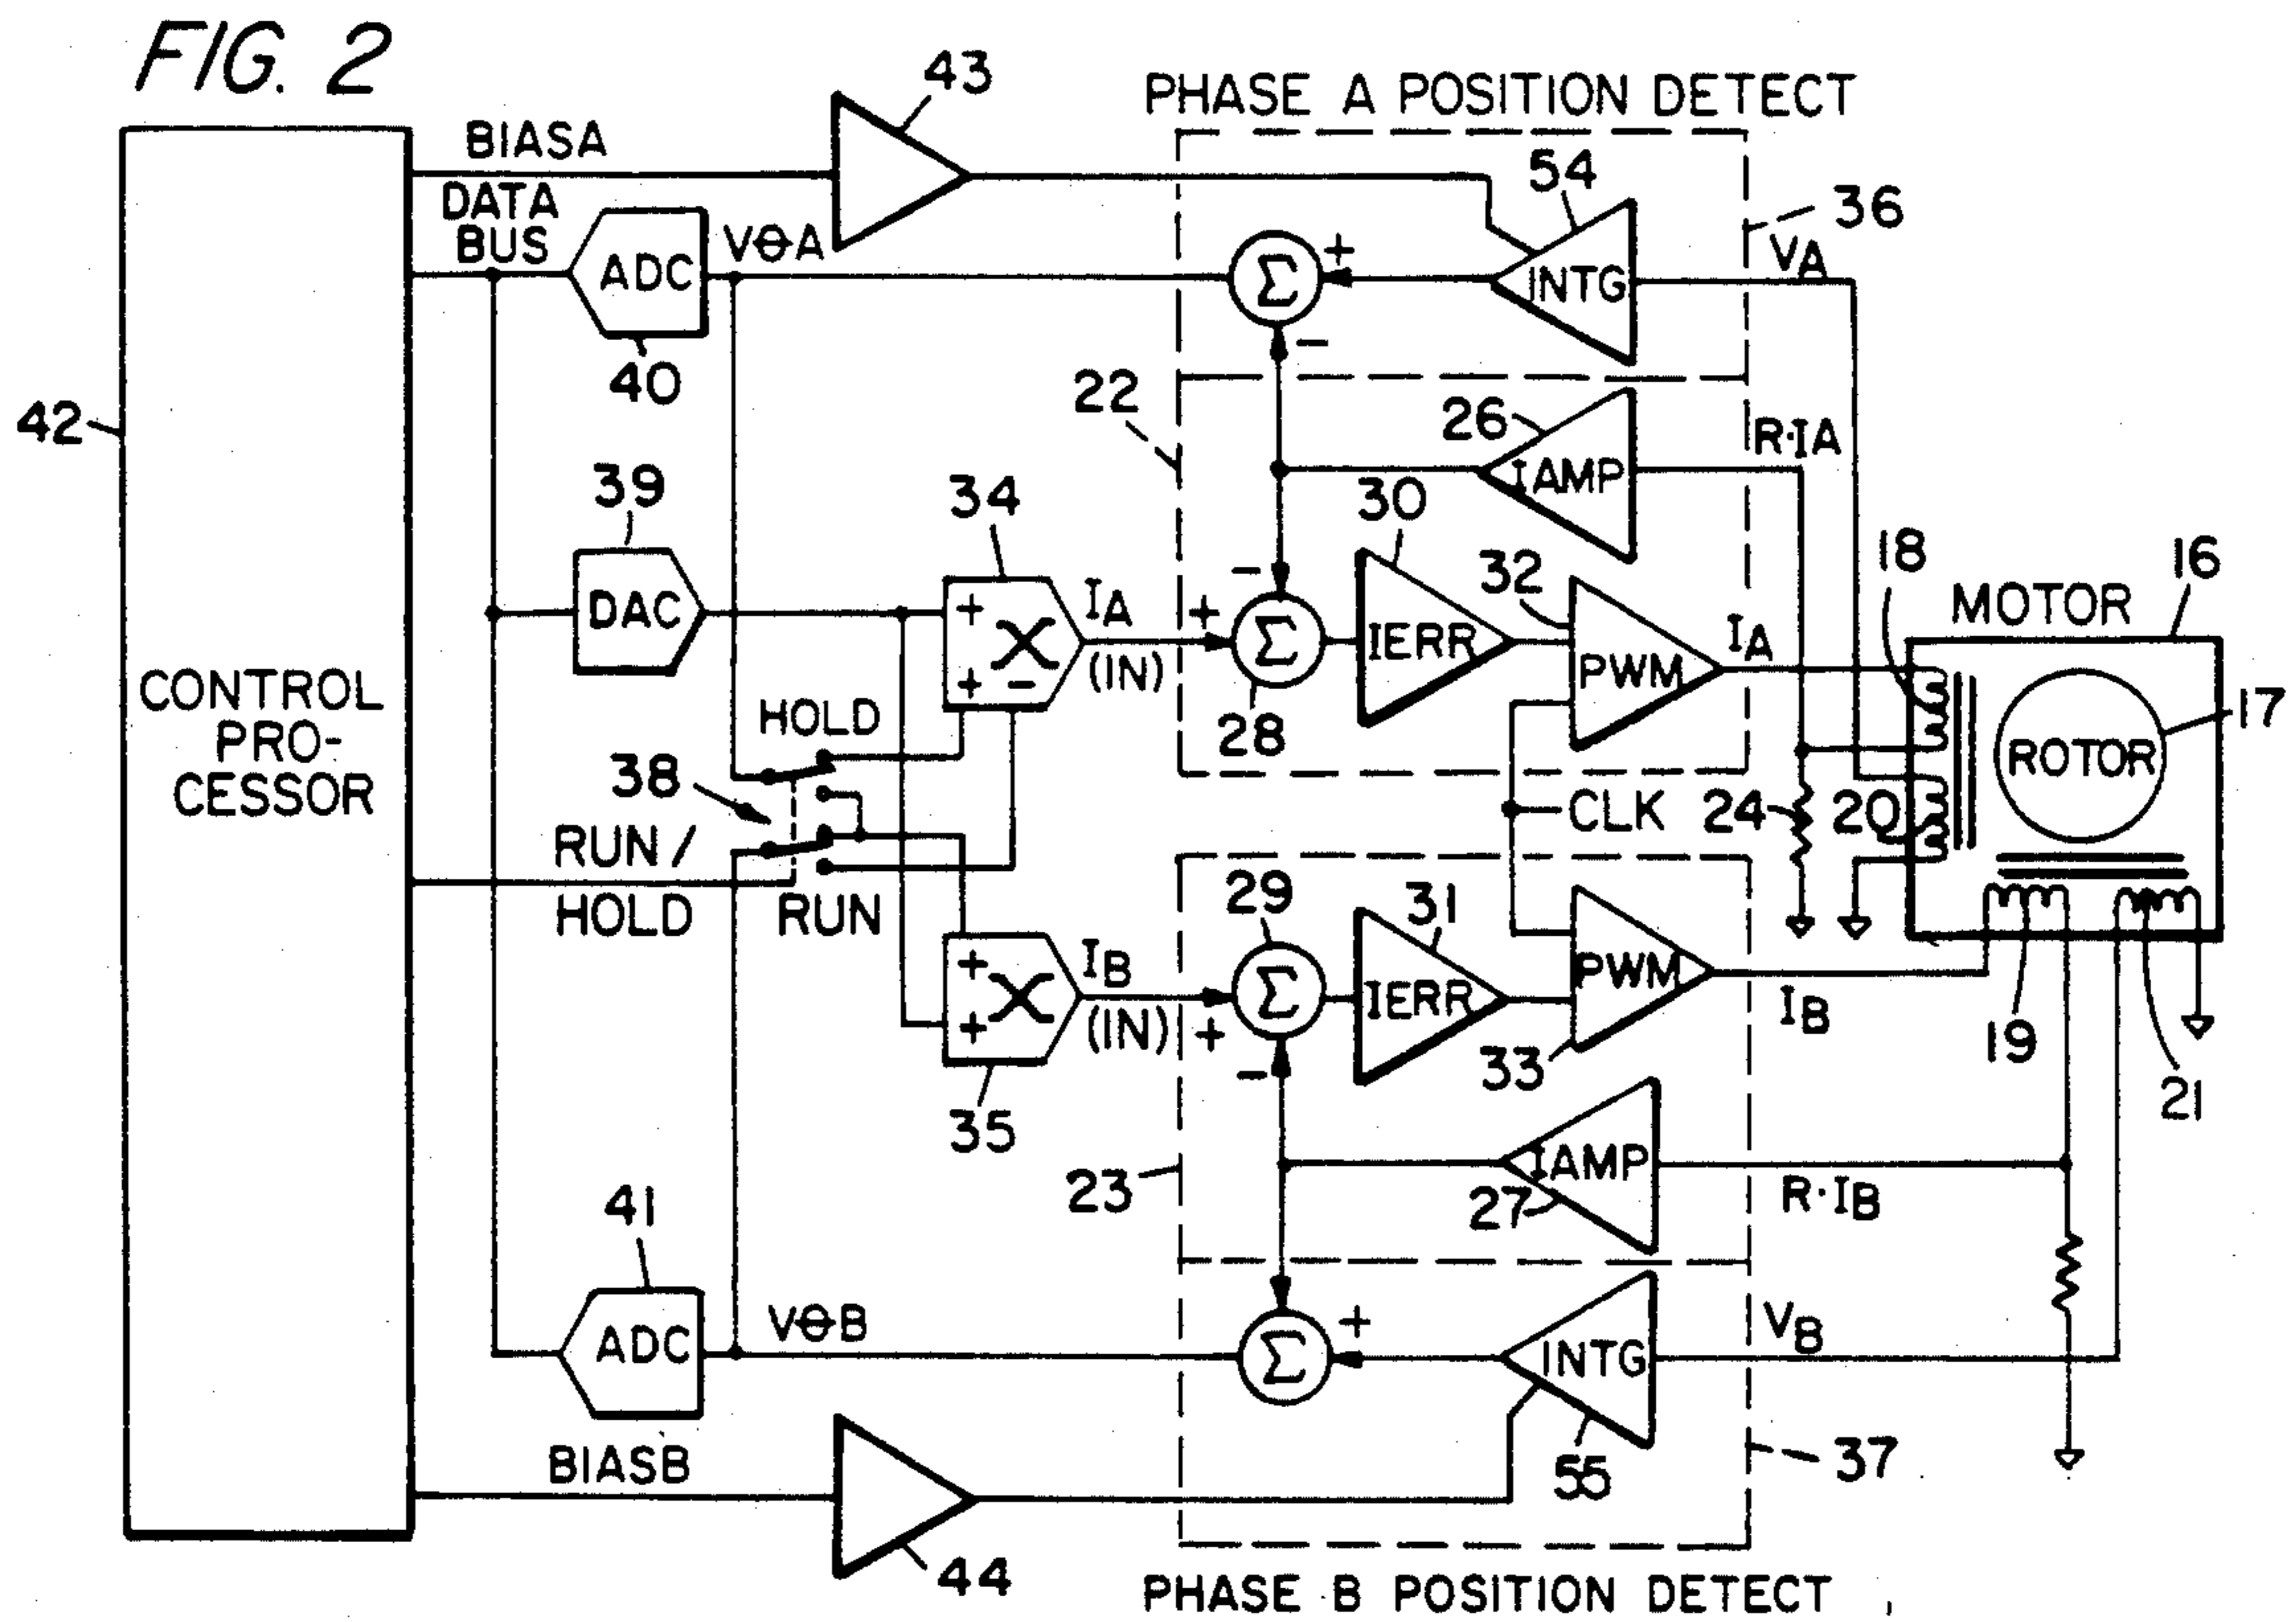 FIG. 2
43
PHASE A POSITION DETECT
BIASA
DATA
BUS
ADC
VΘA
40
Σ
+
-
54
INTG
36
VA
42
22
26
IAMP
R·IA
39
DAC
34
+
+ -
X
IA
(IN)
+
-
Σ
28
30
IERR
32
PWM
IA
18
16
MOTOR
17
ROTOR
CONTROL
PRO-
CESSOR
HOLD
38
RUN /
HOLD
RUN
CLK
24
20
29
Σ
+
-
31
IERR
PWM
33
IB
19
21
+
+
X
35
IB
(IN)
23
IAMP
27
R·IB
41
ADC
VΘB
Σ
+
INTG
55
VB
37
BIASB
44
PHASE B POSITION DETECT